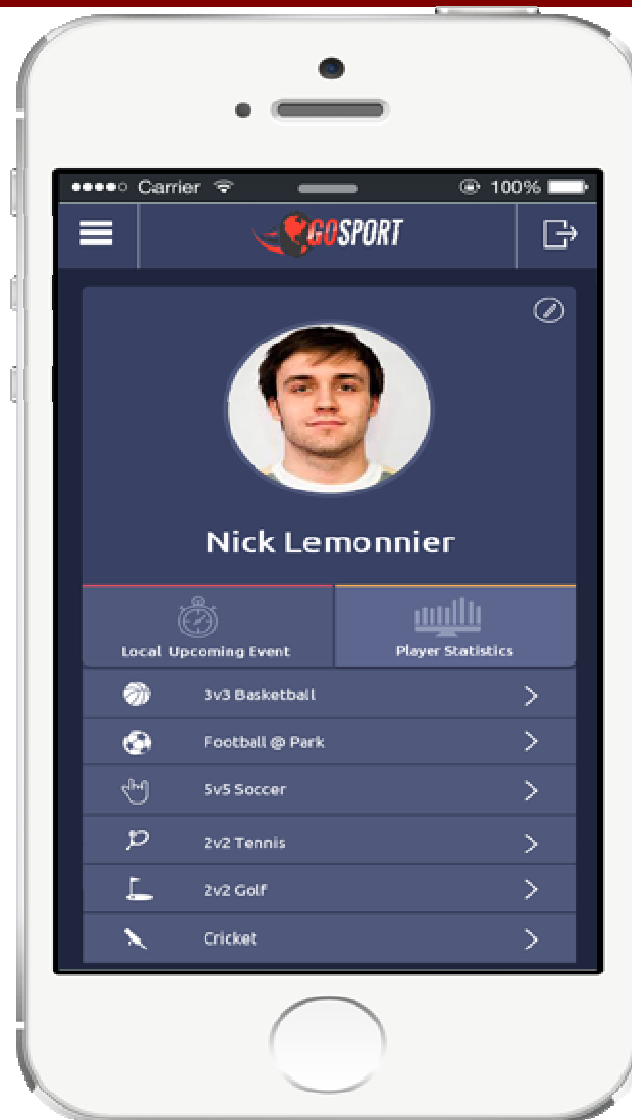 Carrier 100%
GOSPORT
Nick Lemonnier
Local Upcoming Event Player Statistics
3v3 Basketball
Football @ Park
5v5 Soccer
2v2 Tennis
2v2 Golf
Cricket